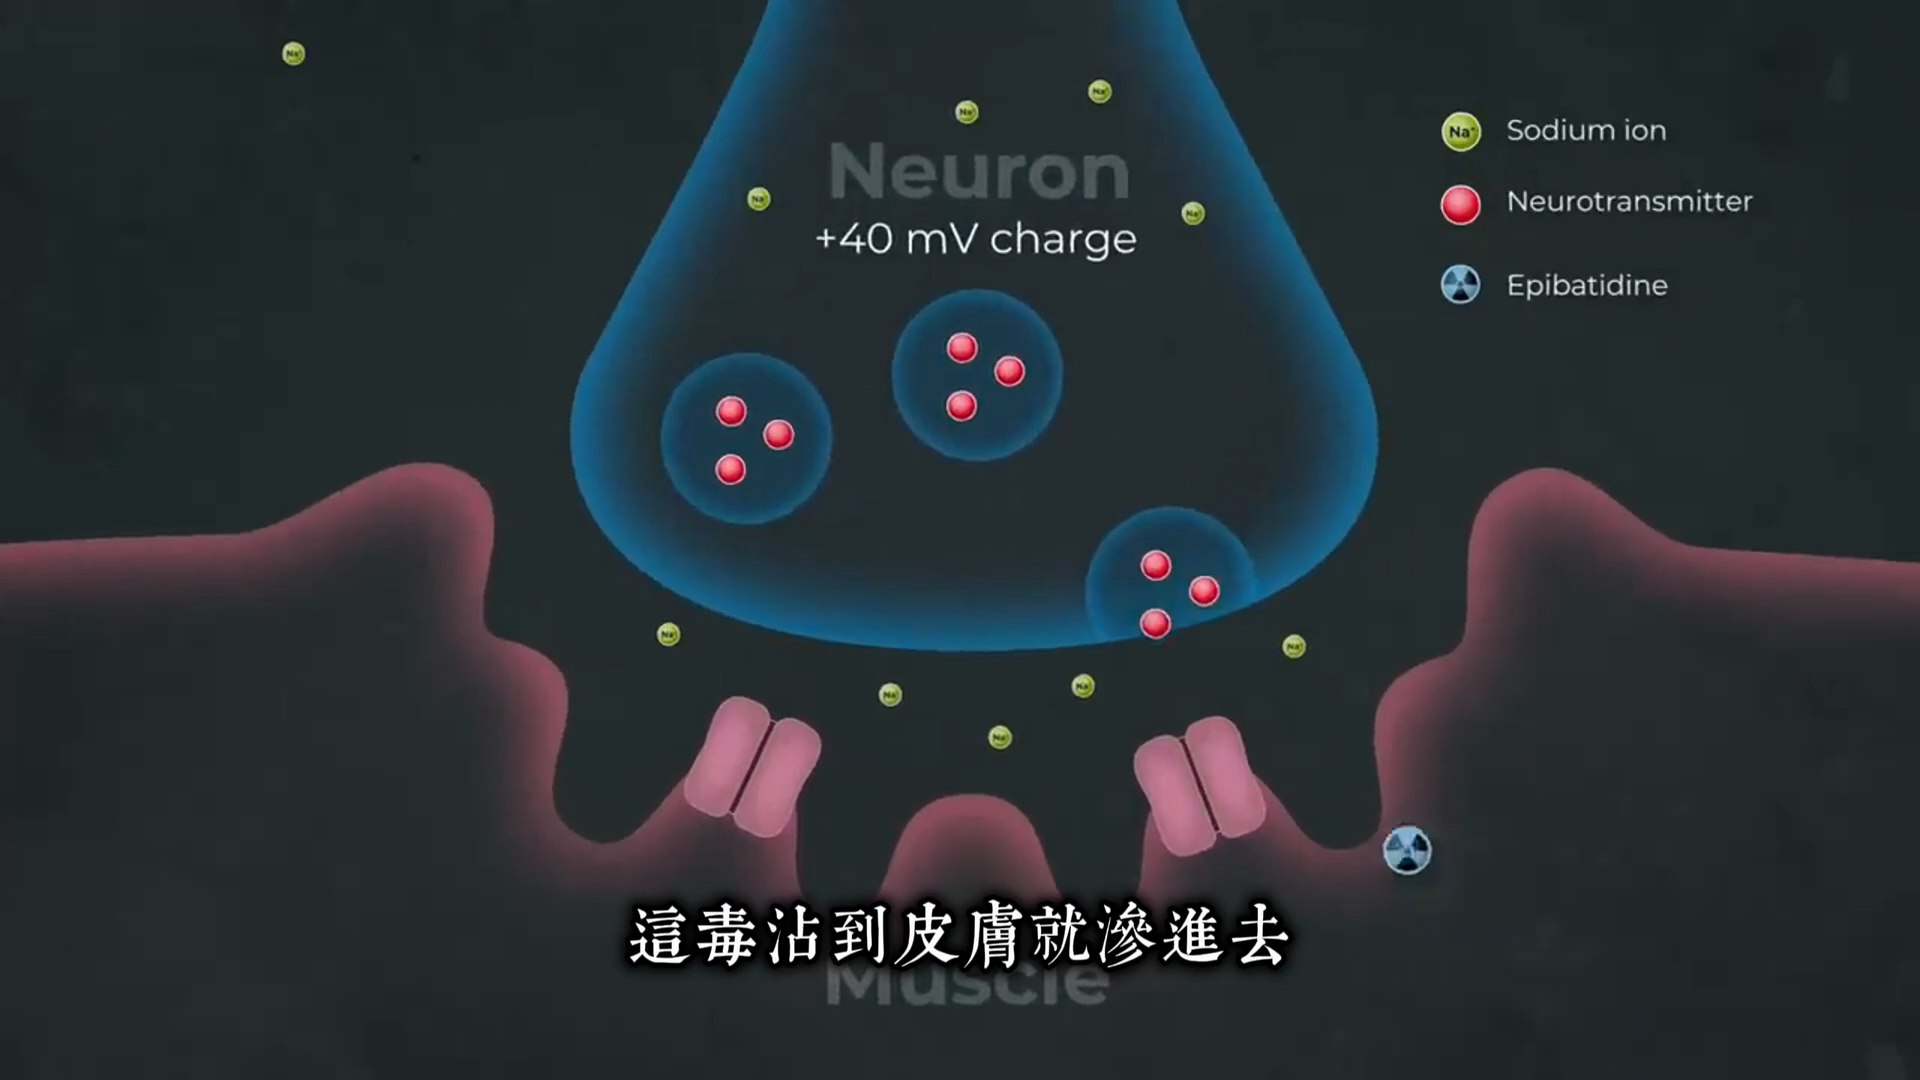 Neuron
+40 mV charge
Na⁺ Sodium ion
Neurotransmitter
Epibatidine
這毒沾到皮膚就滲進去
Muscle